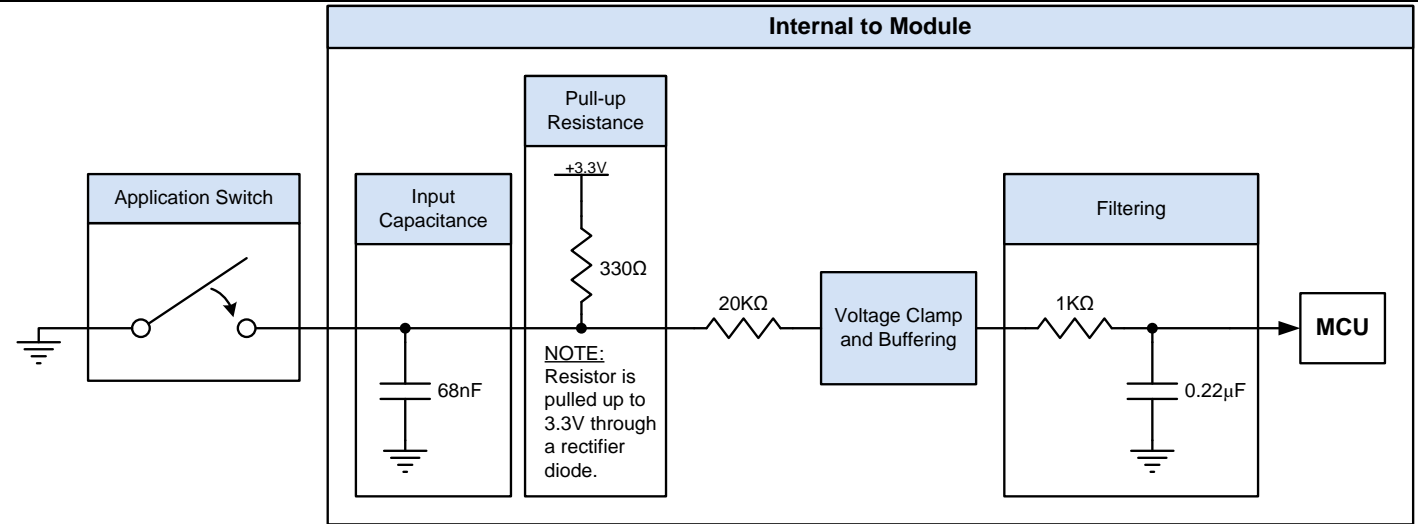 Internal to Module
Pull-up
Resistance
+3.3V
330Ω
Application Switch
Input
Capacitance
68nF
NOTE:
Resistor is
pulled up to
3.3V through
a rectifier
diode.
20KΩ
Voltage Clamp
and Buffering
Filtering
1KΩ
0.22μF
MCU